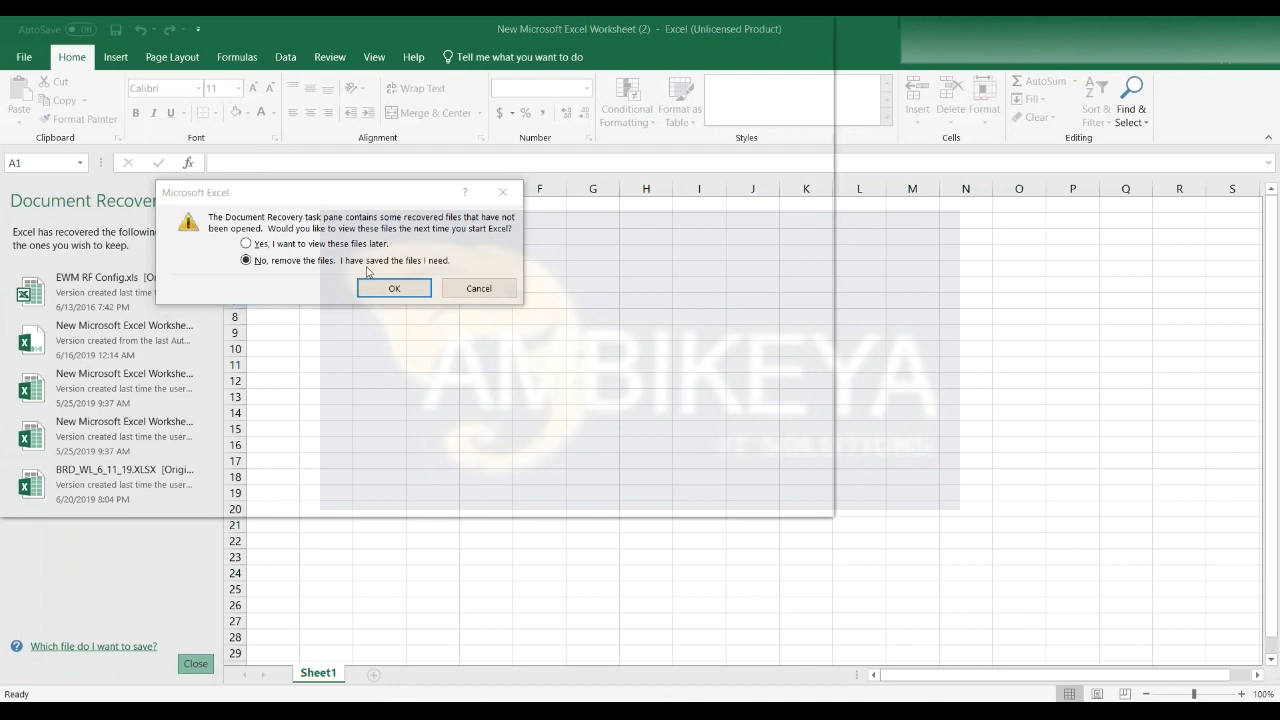 AutoSave Off
New Microsoft Excel Worksheet (2) - Excel (Unlicensed Product)
File Home Insert Page Layout Formulas Data Review View Help Tell me what you want to do
Cut
Copy
Format Painter
Paste
Clipboard
Calibri 11
B I U
Font
Wrap Text
Merge & Center
Alignment
$ % ,
Number
Conditional
Formatting
Format as
Table
Styles
Insert Delete Format
Cells
AutoSum
Fill
Clear
Sort &
Filter
Find &
Select
Editing
A1
fx
F G H I J K L M N O P Q R S
Document Recover
Excel has recovered the following
the ones you wish to keep.
EWM RF Config.xls [Or
Version created last time the user
6/13/2016 7:42 PM
New Microsoft Excel Workshe...
Version created from the last Aut...
6/16/2019 12:14 AM
New Microsoft Excel Workshe...
Version created last time the user...
5/25/2019 9:37 AM
New Microsoft Excel Workshe...
Version created last time the user...
5/25/2019 9:37 AM
BRD_WL_6_11_19.XLSX [Origi...
Version created last time the user...
6/20/2019 8:04 PM
Which file do I want to save?
Close
Microsoft Excel
The Document Recovery task pane contains some recovered files that have not
been opened. Would you like to view these files the next time you start Excel?
Yes, I want to view these files later.
No, remove the files. I have saved the files I need.
OK Cancel
8
9
10
11
12
13
14
15
16
17
18
19
20
21
22
23
24
25
26
27
28
29
AMBIKEYA
IT SOLUTIONS
Sheet1
Ready
100%